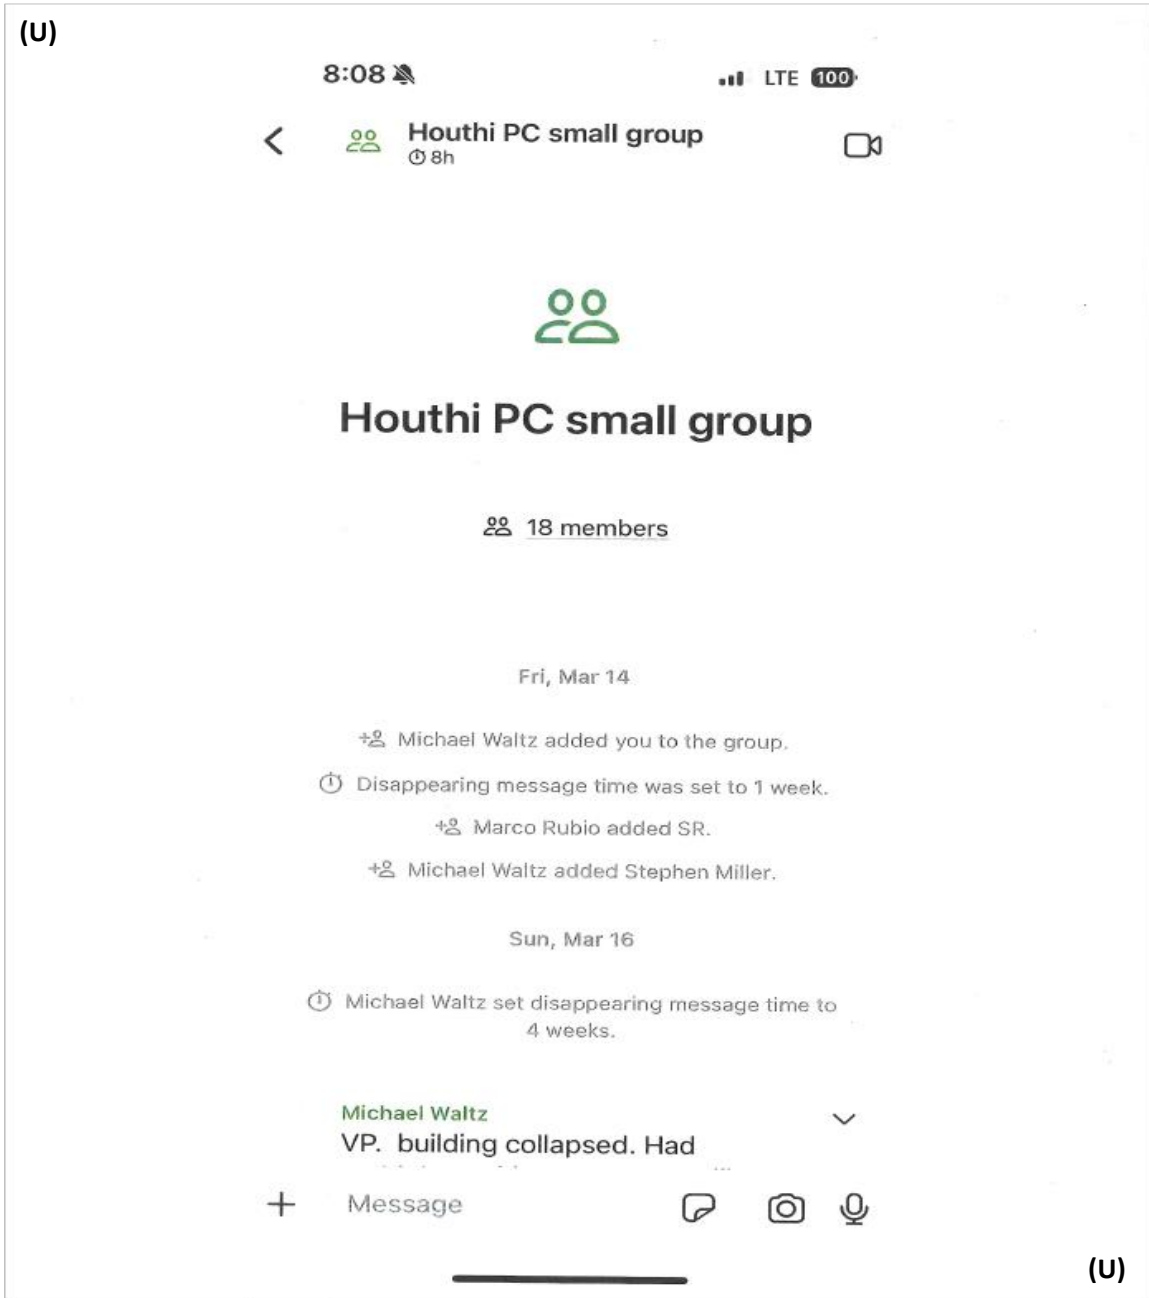 (U)
8:08
LTE 100
Houthi PC small group
8h
Houthi PC small group
18 members
Fri, Mar 14
Michael Waltz added you to the group.
Disappearing message time was set to 1 week.
Marco Rubio added SR.
Michael Waltz added Stephen Miller.
Sun, Mar 16
Michael Waltz set disappearing message time to
4 weeks.
Michael Waltz
VP.  building collapsed. Had
Message
(U)